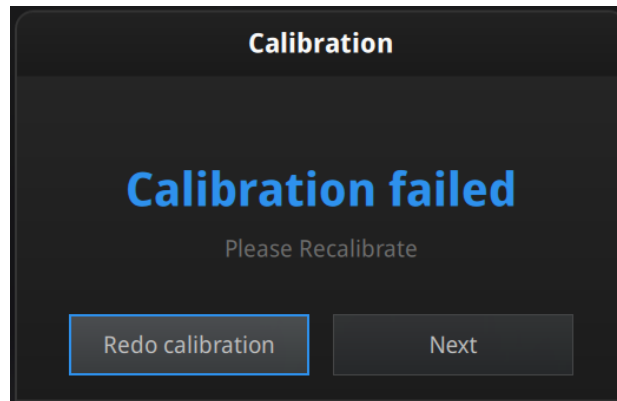 Calibration
Calibration failed
Please Recalibrate
Redo calibration
Next